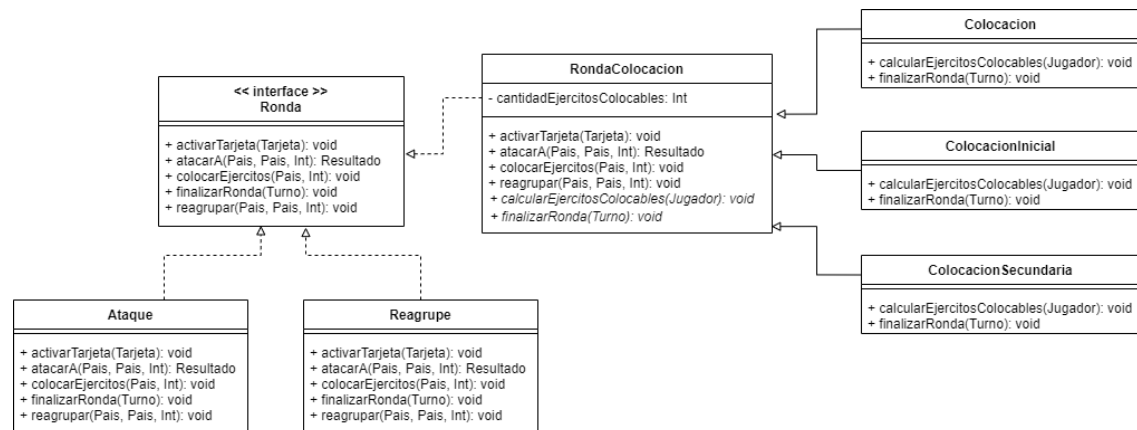 << interface >>
Ronda
+ activarTarjeta(Tarjeta): void
+ atacarA(Pais, Pais, Int): Resultado
+ colocarEjercitos(Pais, Int): void
+ finalizarRonda(Turno): void
+ reagrupar(Pais, Pais, Int): void
RondaColocacion
- cantidadEjercitosColocables: Int
+ activarTarjeta(Tarjeta): void
+ atacarA(Pais, Pais, Int): Resultado
+ colocarEjercitos(Pais, Int): void
+ reagrupar(Pais, Pais, Int): void
+ calcularEjercitosColocables(Jugador): void
+ finalizarRonda(Turno): void
Colocacion
+ calcularEjercitosColocables(Jugador): void
+ finalizarRonda(Turno): void
ColocacionInicial
+ calcularEjercitosColocables(Jugador): void
+ finalizarRonda(Turno): void
ColocacionSecundaria
+ calcularEjercitosColocables(Jugador): void
+ finalizarRonda(Turno): void
Ataque
+ activarTarjeta(Tarjeta): void
+ atacarA(Pais, Pais, Int): Resultado
+ colocarEjercitos(Pais, Int): void
+ finalizarRonda(Turno): void
+ reagrupar(Pais, Pais, Int): void
Reagrupe
+ activarTarjeta(Tarjeta): void
+ atacarA(Pais, Pais, Int): Resultado
+ colocarEjercitos(Pais, Int): void
+ finalizarRonda(Turno): void
+ reagrupar(Pais, Pais, Int): void